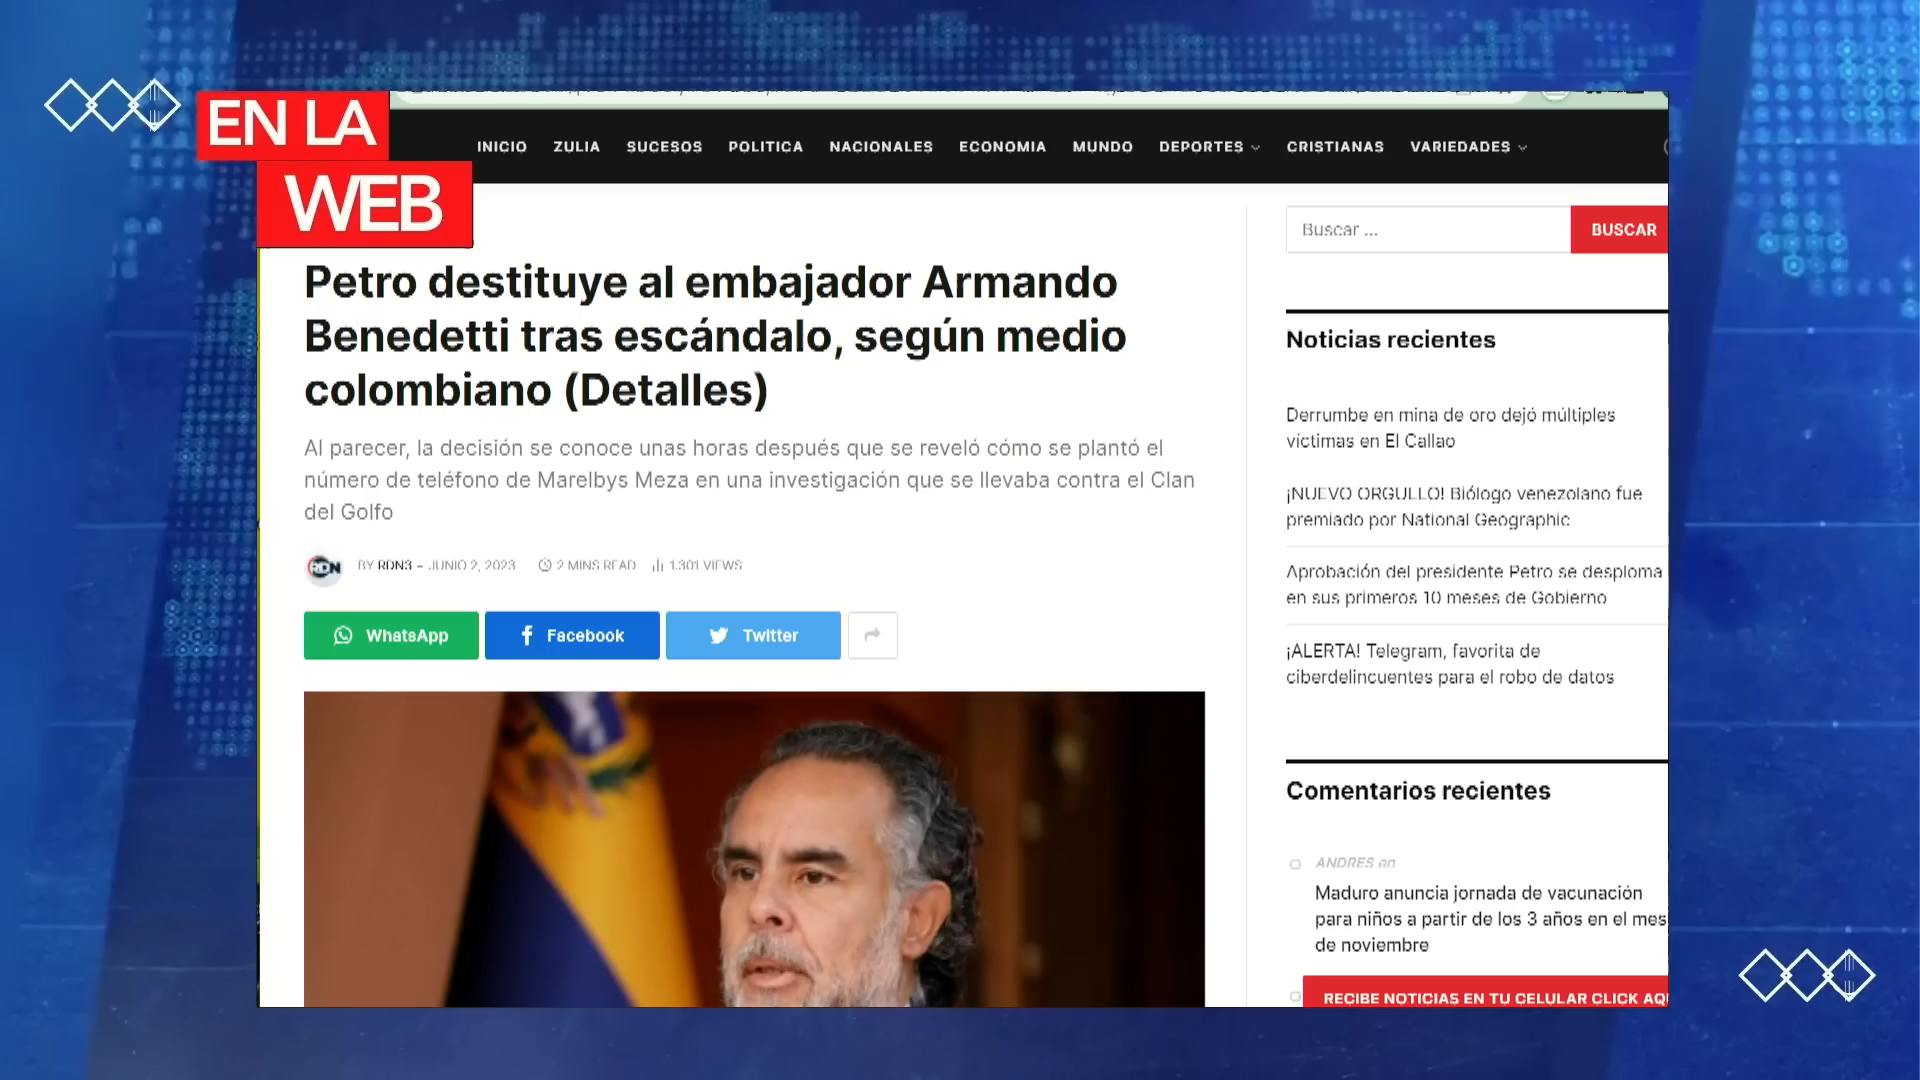 EN LA
WEB
INICIO ZULIA SUCESOS POLITICA NACIONALES ECONOMIA MUNDO DEPORTES CRISTIANAS VARIEDADES
Buscar ...
BUSCAR
Petro destituye al embajador Armando
Benedetti tras escándalo, según medio
colombiano (Detalles)
Al parecer, la decisión se conoce unas horas después que se reveló cómo se plantó el
número de teléfono de Marelbys Meza en una investigación que se llevaba contra el Clan
del Golfo
RDN
BY RDN3 – JUNIO 2, 2023 2 MINS READ 1.301 VIEWS
WhatsApp
Facebook
Twitter
Noticias recientes
Derrumbe en mina de oro dejó múltiples
víctimas en El Callao
¡NUEVO ORGULLO! Biólogo venezolano fue
premiado por National Geographic
Aprobación del presidente Petro se desploma
en sus primeros 10 meses de Gobierno
¡ALERTA! Telegram, favorita de
ciberdelincuentes para el robo de datos
Comentarios recientes
ANDRES en
Maduro anuncia jornada de vacunación
para niños a partir de los 3 años en el mes
de noviembre
RECIBE NOTICIAS EN TU CELULAR CLICK AQ